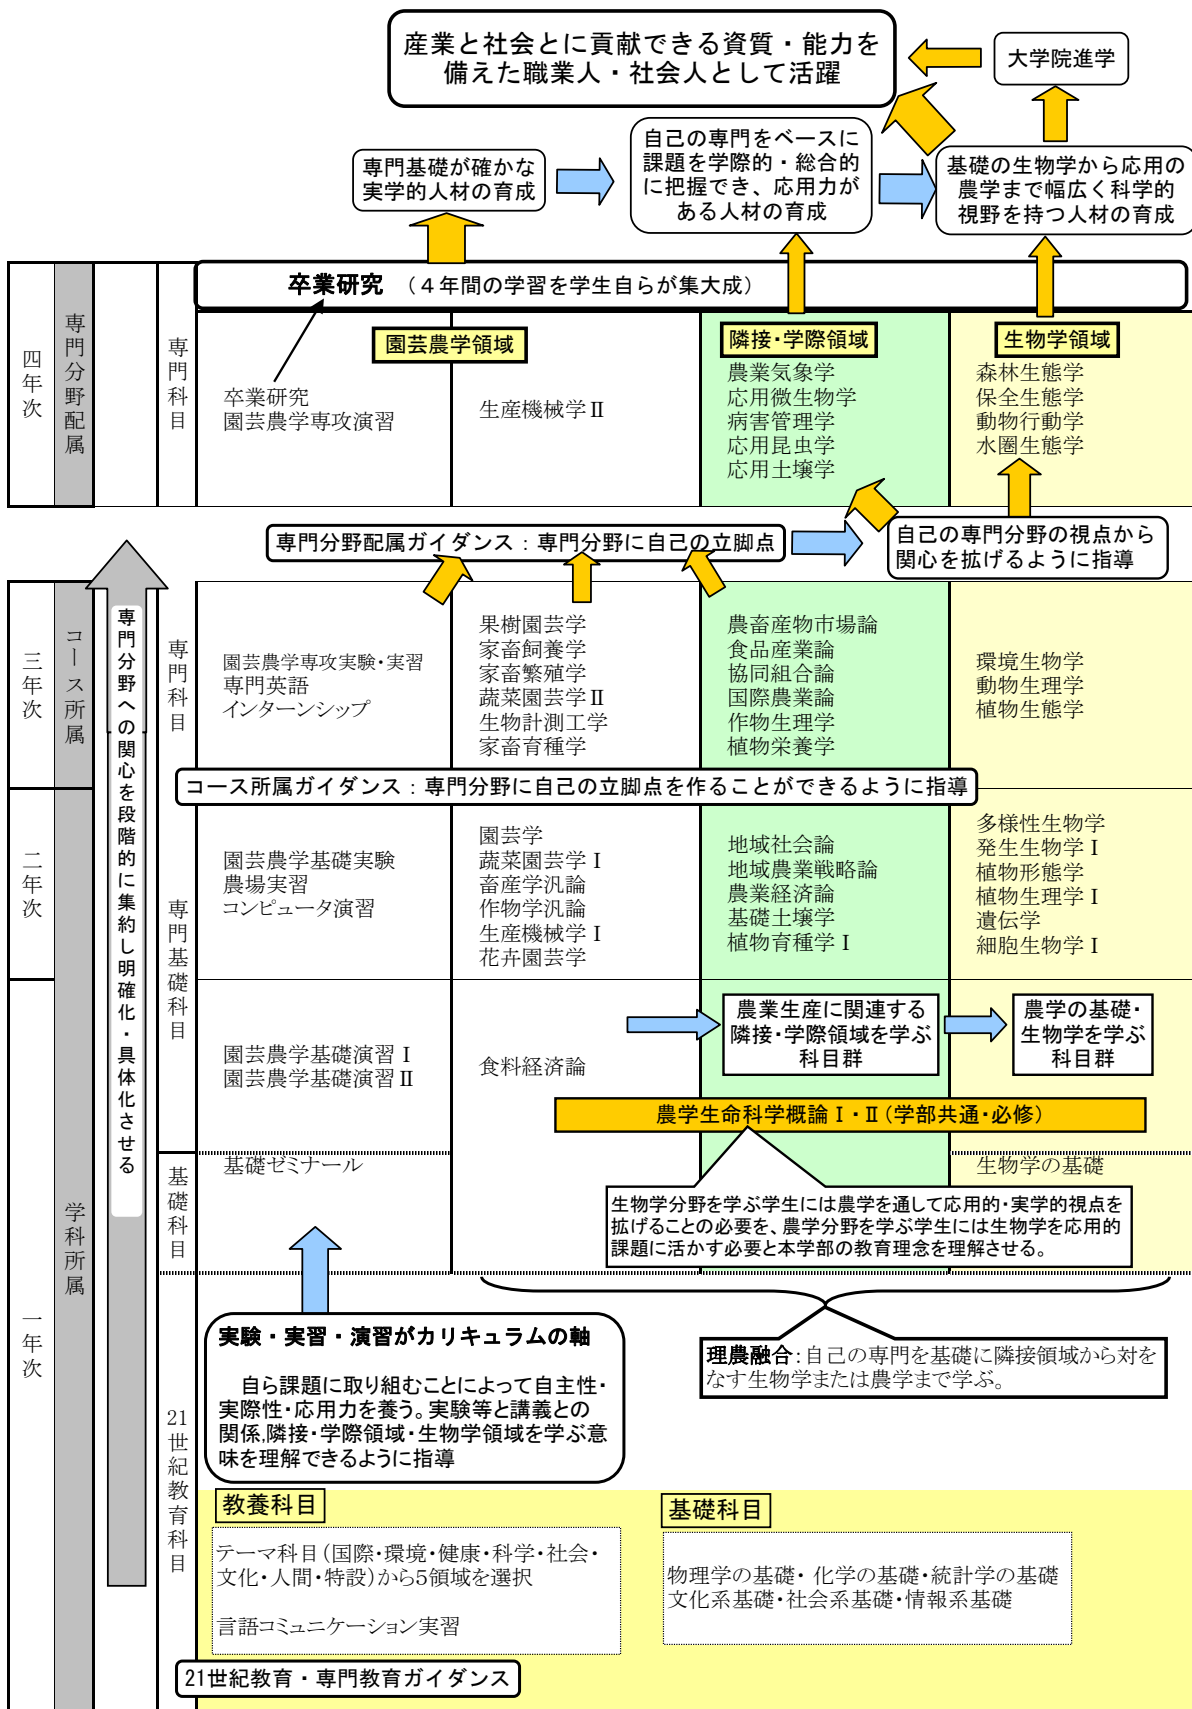 産業と社会とに貢献できる資質・能力を
備えた職業人・社会人として活躍
大学院進学
専門基礎が確かな
実学的人材の育成
自己の専門をベースに
課題を学際的・総合的
に把握でき、応用力が
ある人材の育成
基礎の生物学から応用の
農学まで幅広く科学的
視野を持つ人材の育成
卒業研究 （４年間の学習を学生自らが集大成）
四年次
専門分野配属
専門科目
園芸農学領域
隣接・学際領域
生物学領域
卒業研究
園芸農学専攻演習
生産機械学Ⅱ
農業気象学
応用微生物学
病害管理学
応用昆虫学
応用土壌学
森林生態学
保全生態学
動物行動学
水圏生態学
専門分野配属ガイダンス：専門分野に自己の立脚点
自己の専門分野の視点から
関心を拡げるように指導
専門分野への関心を段階的に集約し明確化・具体化させる
三年次
コース所属
専門科目
園芸農学専攻実験・実習
専門英語
インターンシップ
果樹園芸学
家畜飼養学
家畜繁殖学
蔬菜園芸学Ⅱ
生物計測工学
家畜育種学
農畜産物市場論
食品産業論
協同組合論
国際農業論
作物生理学
植物栄養学
環境生物学
動物生理学
植物生態学
コース所属ガイダンス：専門分野に自己の立脚点を作ることができるように指導
二年次
学科所属
専門基礎科目
園芸農学基礎実験
農場実習
コンピュータ演習
園芸学
蔬菜園芸学Ⅰ
畜産学汎論
作物学汎論
生産機械学Ⅰ
花卉園芸学
地域社会論
地域農業戦略論
農業経済論
基礎土壌学
植物育種学Ⅰ
多様性生物学
発生生物学Ⅰ
植物形態学
植物生理学Ⅰ
遺伝学
細胞生物学Ⅰ
一年次
園芸農学基礎演習Ⅰ
園芸農学基礎演習Ⅱ
食料経済論
農業生産に関連する
隣接・学際領域を学ぶ
科目群
農学の基礎・
生物学を学ぶ
科目群
農学生命科学概論Ⅰ・Ⅱ（学部共通・必修）
基礎科目
基礎ゼミナール
生物学の基礎
生物学分野を学ぶ学生には農学を通して応用的・実学的視点を
拡げることの必要を、農学分野を学ぶ学生には生物学を応用的
課題に活かす必要と本学部の教育理念を理解させる。
21世紀教育科目
実験・実習・演習がカリキュラムの軸
自ら課題に取り組むことによって自主性・
実際性・応用力を養う。実験等と講義との
関係,隣接・学際領域・生物学領域を学ぶ意
味を理解できるように指導
理農融合：自己の専門を基礎に隣接領域から対を
なす生物学または農学まで学ぶ。
教養科目
テーマ科目（国際・環境・健康・科学・社会・
文化・人間・特設）から5領域を選択
言語コミュニケーション実習
基礎科目
物理学の基礎・ 化学の基礎・統計学の基礎
文化系基礎・社会系基礎・情報系基礎
21世紀教育・専門教育ガイダンス